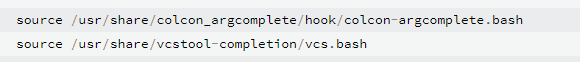 source /usr/share/colcon_argcomplete/hook/colcon-argcomplete.bash
source /usr/share/vcstool-completion/vcs.bash